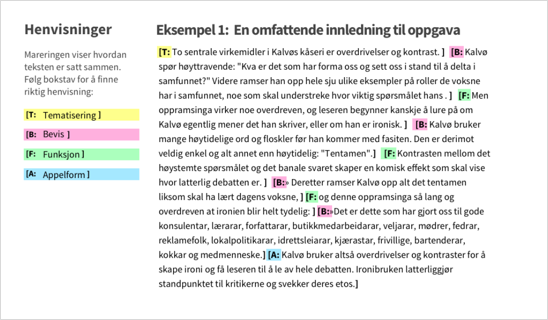 Henvisninger
Mareringen viser hvordan
teksten er satt sammen.
Følg bokstav for å finne
riktig henvisning:
[T: Tematisering ]
[B: Bevis ]
[F: Funksjon ]
[A: Appelform ]
Eksempel 1: En omfattende innledning til oppgava
[T: To sentrale virkemidler i Kalvøs kåseri er overdrivelser og kontrast. ] [B: Kalvø
spør høyttravende: "Kva er det som har forma oss og sett oss i stand til å delta i
samfunnet?" Videre ramser han opp hele sju ulike eksempler på roller de voksne
har i samfunnet, noe som skal understreke hvor viktig spørsmålet hans . ] [F: Men
oppramsinga virker noe overdreven, og leseren begynner kanskje å lure på om
Kalvø egentlig mener det han skriver, eller om han er ironisk. ] [B: Kalvø bruker
mange høytidelige ord og floskler før han kommer med fasiten. Den er derimot
veldig enkel og alt annet enn høytidelig: "Tentamen".] [F: Kontrasten mellom det
høystemte spørsmålet og det banale svaret skaper en komisk effekt som skal vise
hvor latterlig debatten er. ] [B: Deretter ramser Kalvø opp alt det tentamen
liksom skal ha lært dagens voksne, ] [F: og denne oppramsinga så lang og
overdreven at ironien blir helt tydelig: ] [B: Det er dette som har gjort oss til gode
konsulentar, lærarar, forfattarar, butikkmedarbeidarar, veljarar, mødrer, fedrar,
reklamefolk, lokalpolitikarar, idrettsleiarar, kjærastar, frivillige, bartenderar,
kokkar og medmenneske.] [A: Kalvø bruker altså overdrivelser og kontraster for å
skape ironi og få leseren til å le av hele debatten. Ironibruken latterliggjør
standpunktet til kritikerne og svekker deres etos.]